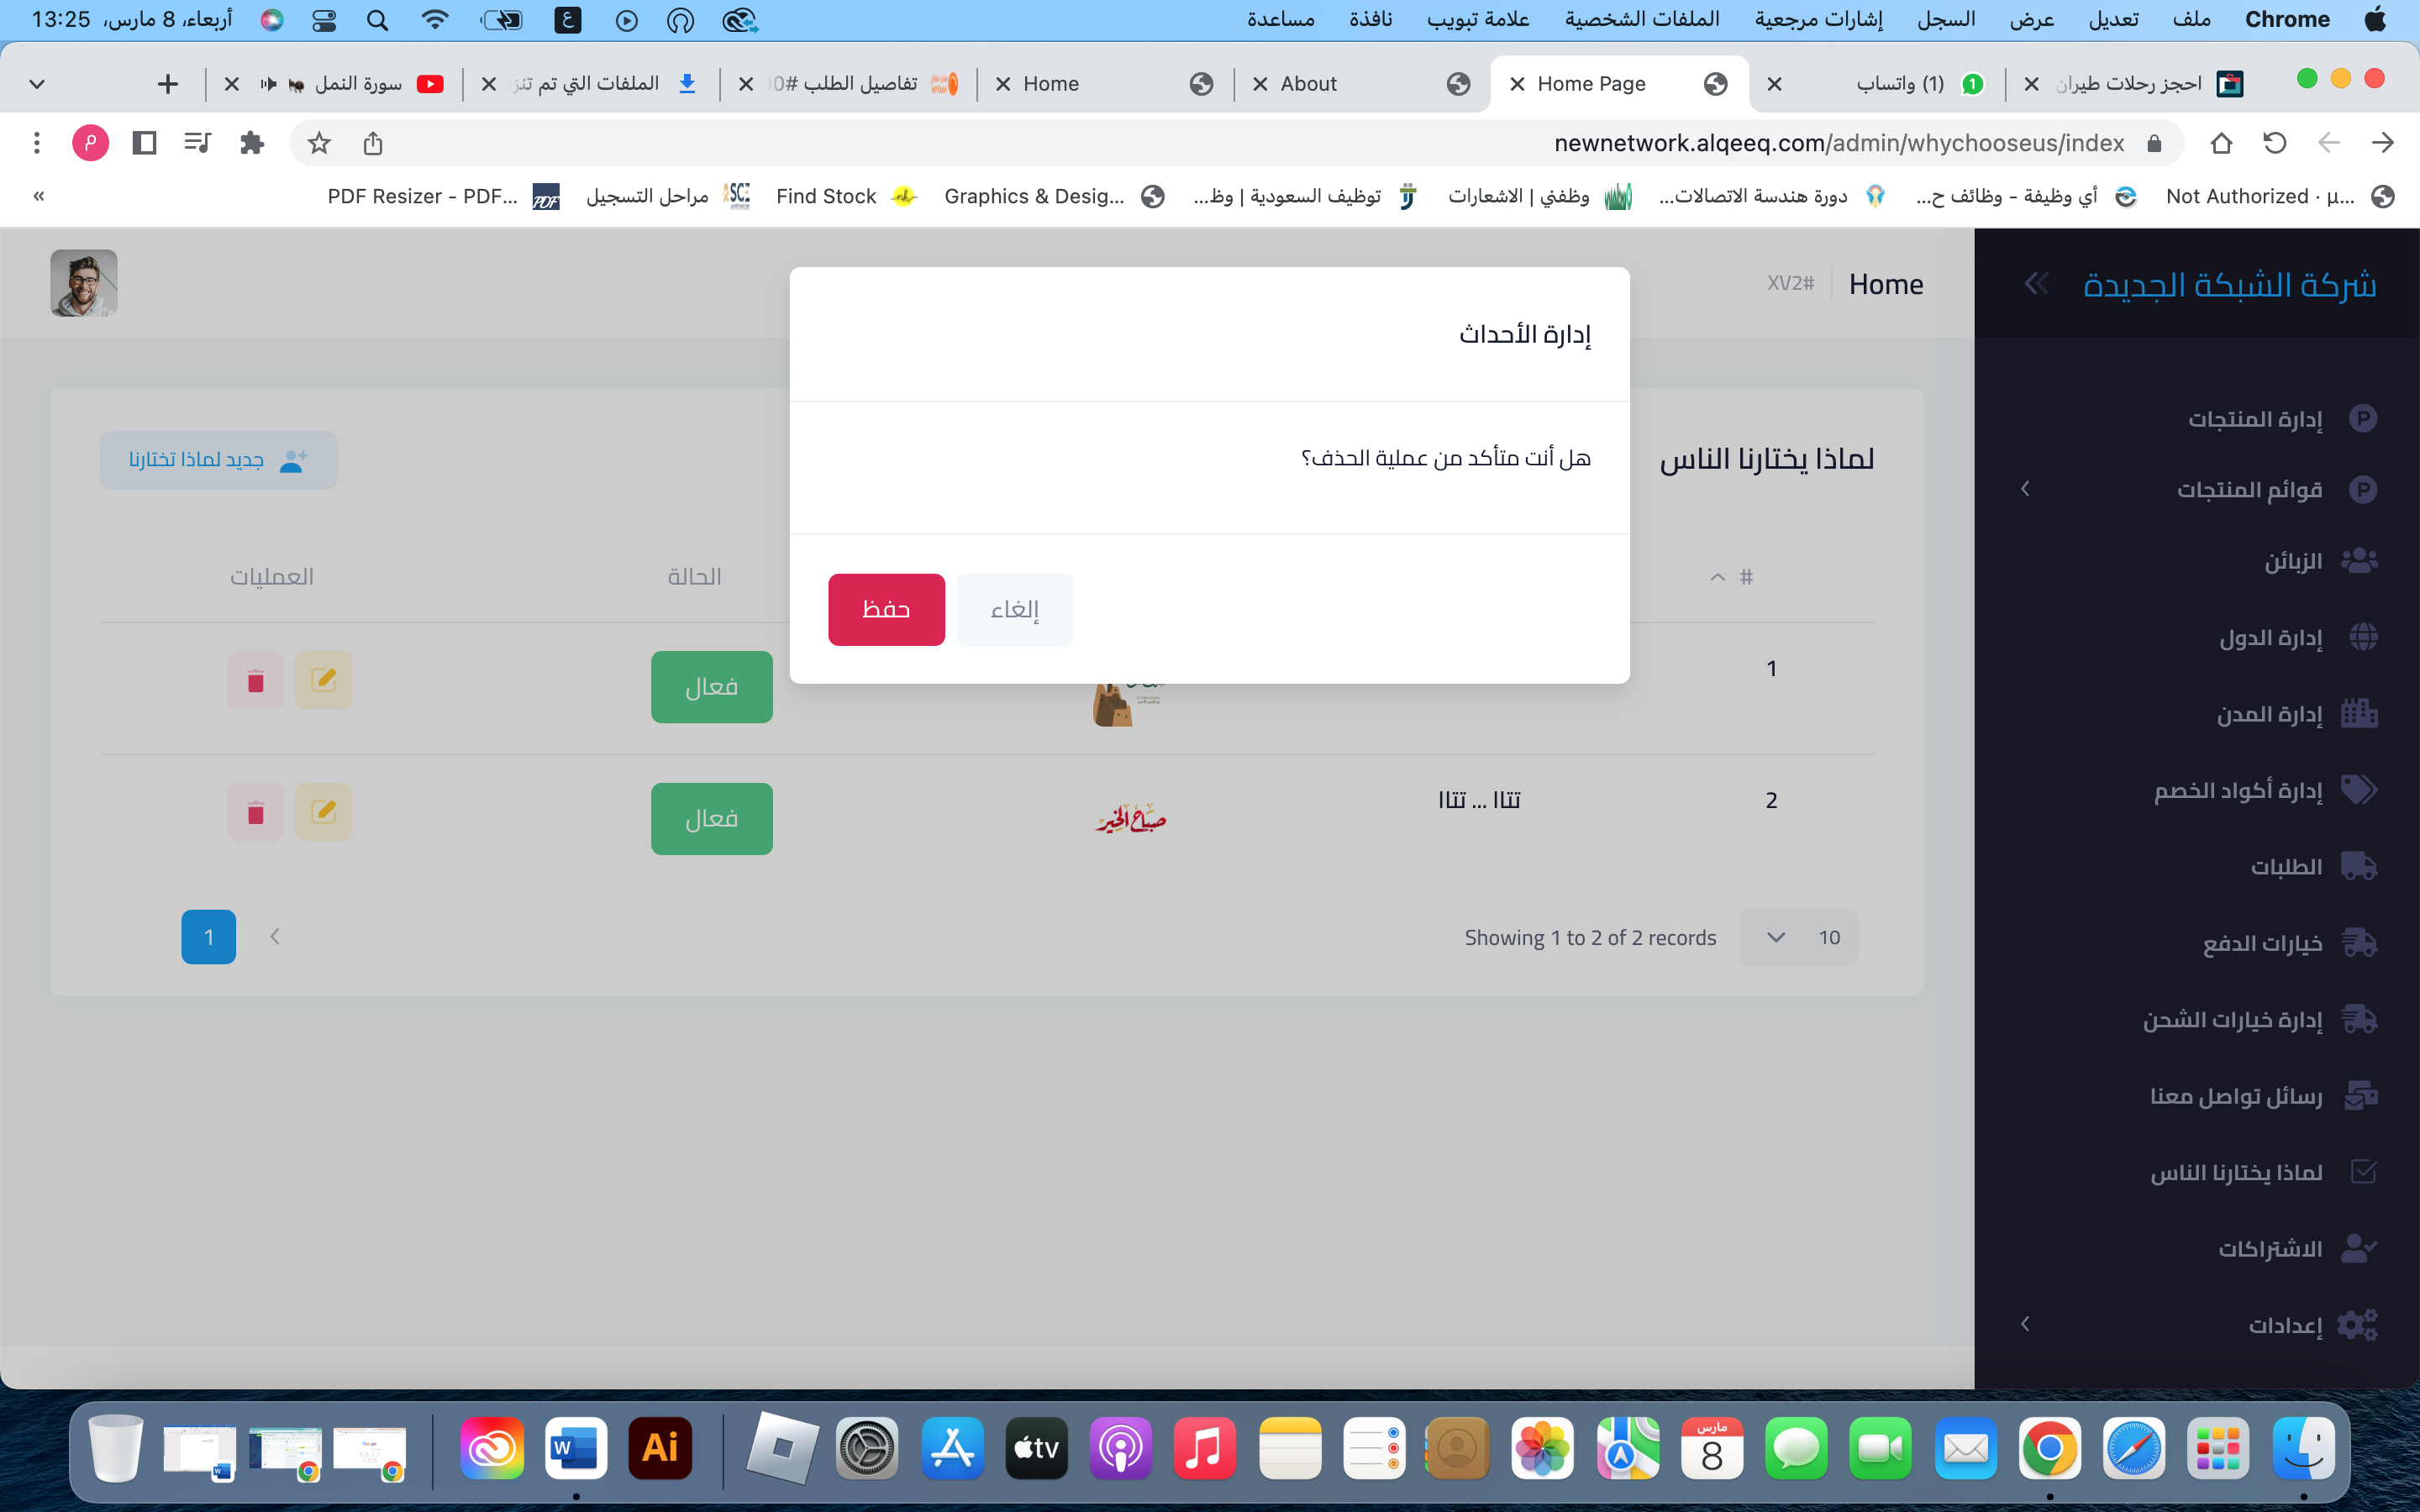 Chrome ملف تعديل عرض السجل إشارات مرجعية الملفات الشخصية علامة تبويب نافذة مساعدة
أربعاء، 8 مارس، 13:25
احجز رحلات طيران
(1) واتساب
Home Page
About
Home
تفاصيل الطلب #00
الملفات التي تم تنز
سورة النمل
newnetwork.alqeeq.com/admin/whychooseus/index
Not Authorized · μ...
أي وظيفة - وظائف ح...
دورة هندسة الاتصالات...
وظفني | الاشعارات
توظيف السعودية | وظ...
Graphics & Desig...
Find Stock
مراحل التسجيل
PDF Resizer - PDF...
شركة الشبكة الجديدة
Home
XV2#
إدارة المنتجات
قوائم المنتجات
الزبائن
إدارة الدول
إدارة المدن
إدارة أكواد الخصم
الطلبات
خيارات الدفع
إدارة خيارات الشحن
رسائل تواصل معنا
لماذا يختارنا الناس
الاشتراكات
إعدادات
إدارة الأحداث
هل أنت متأكد من عملية الحذف؟
إلغاء
حفظ
لماذا يختارنا الناس
جديد لماذا تختارنا
# الحالة العمليات
1 فعال
2 تتاا ... تتاا صباح الخير فعال
10 Showing 1 to 2 of 2 records
1
W
Ai
tv
مارس
8